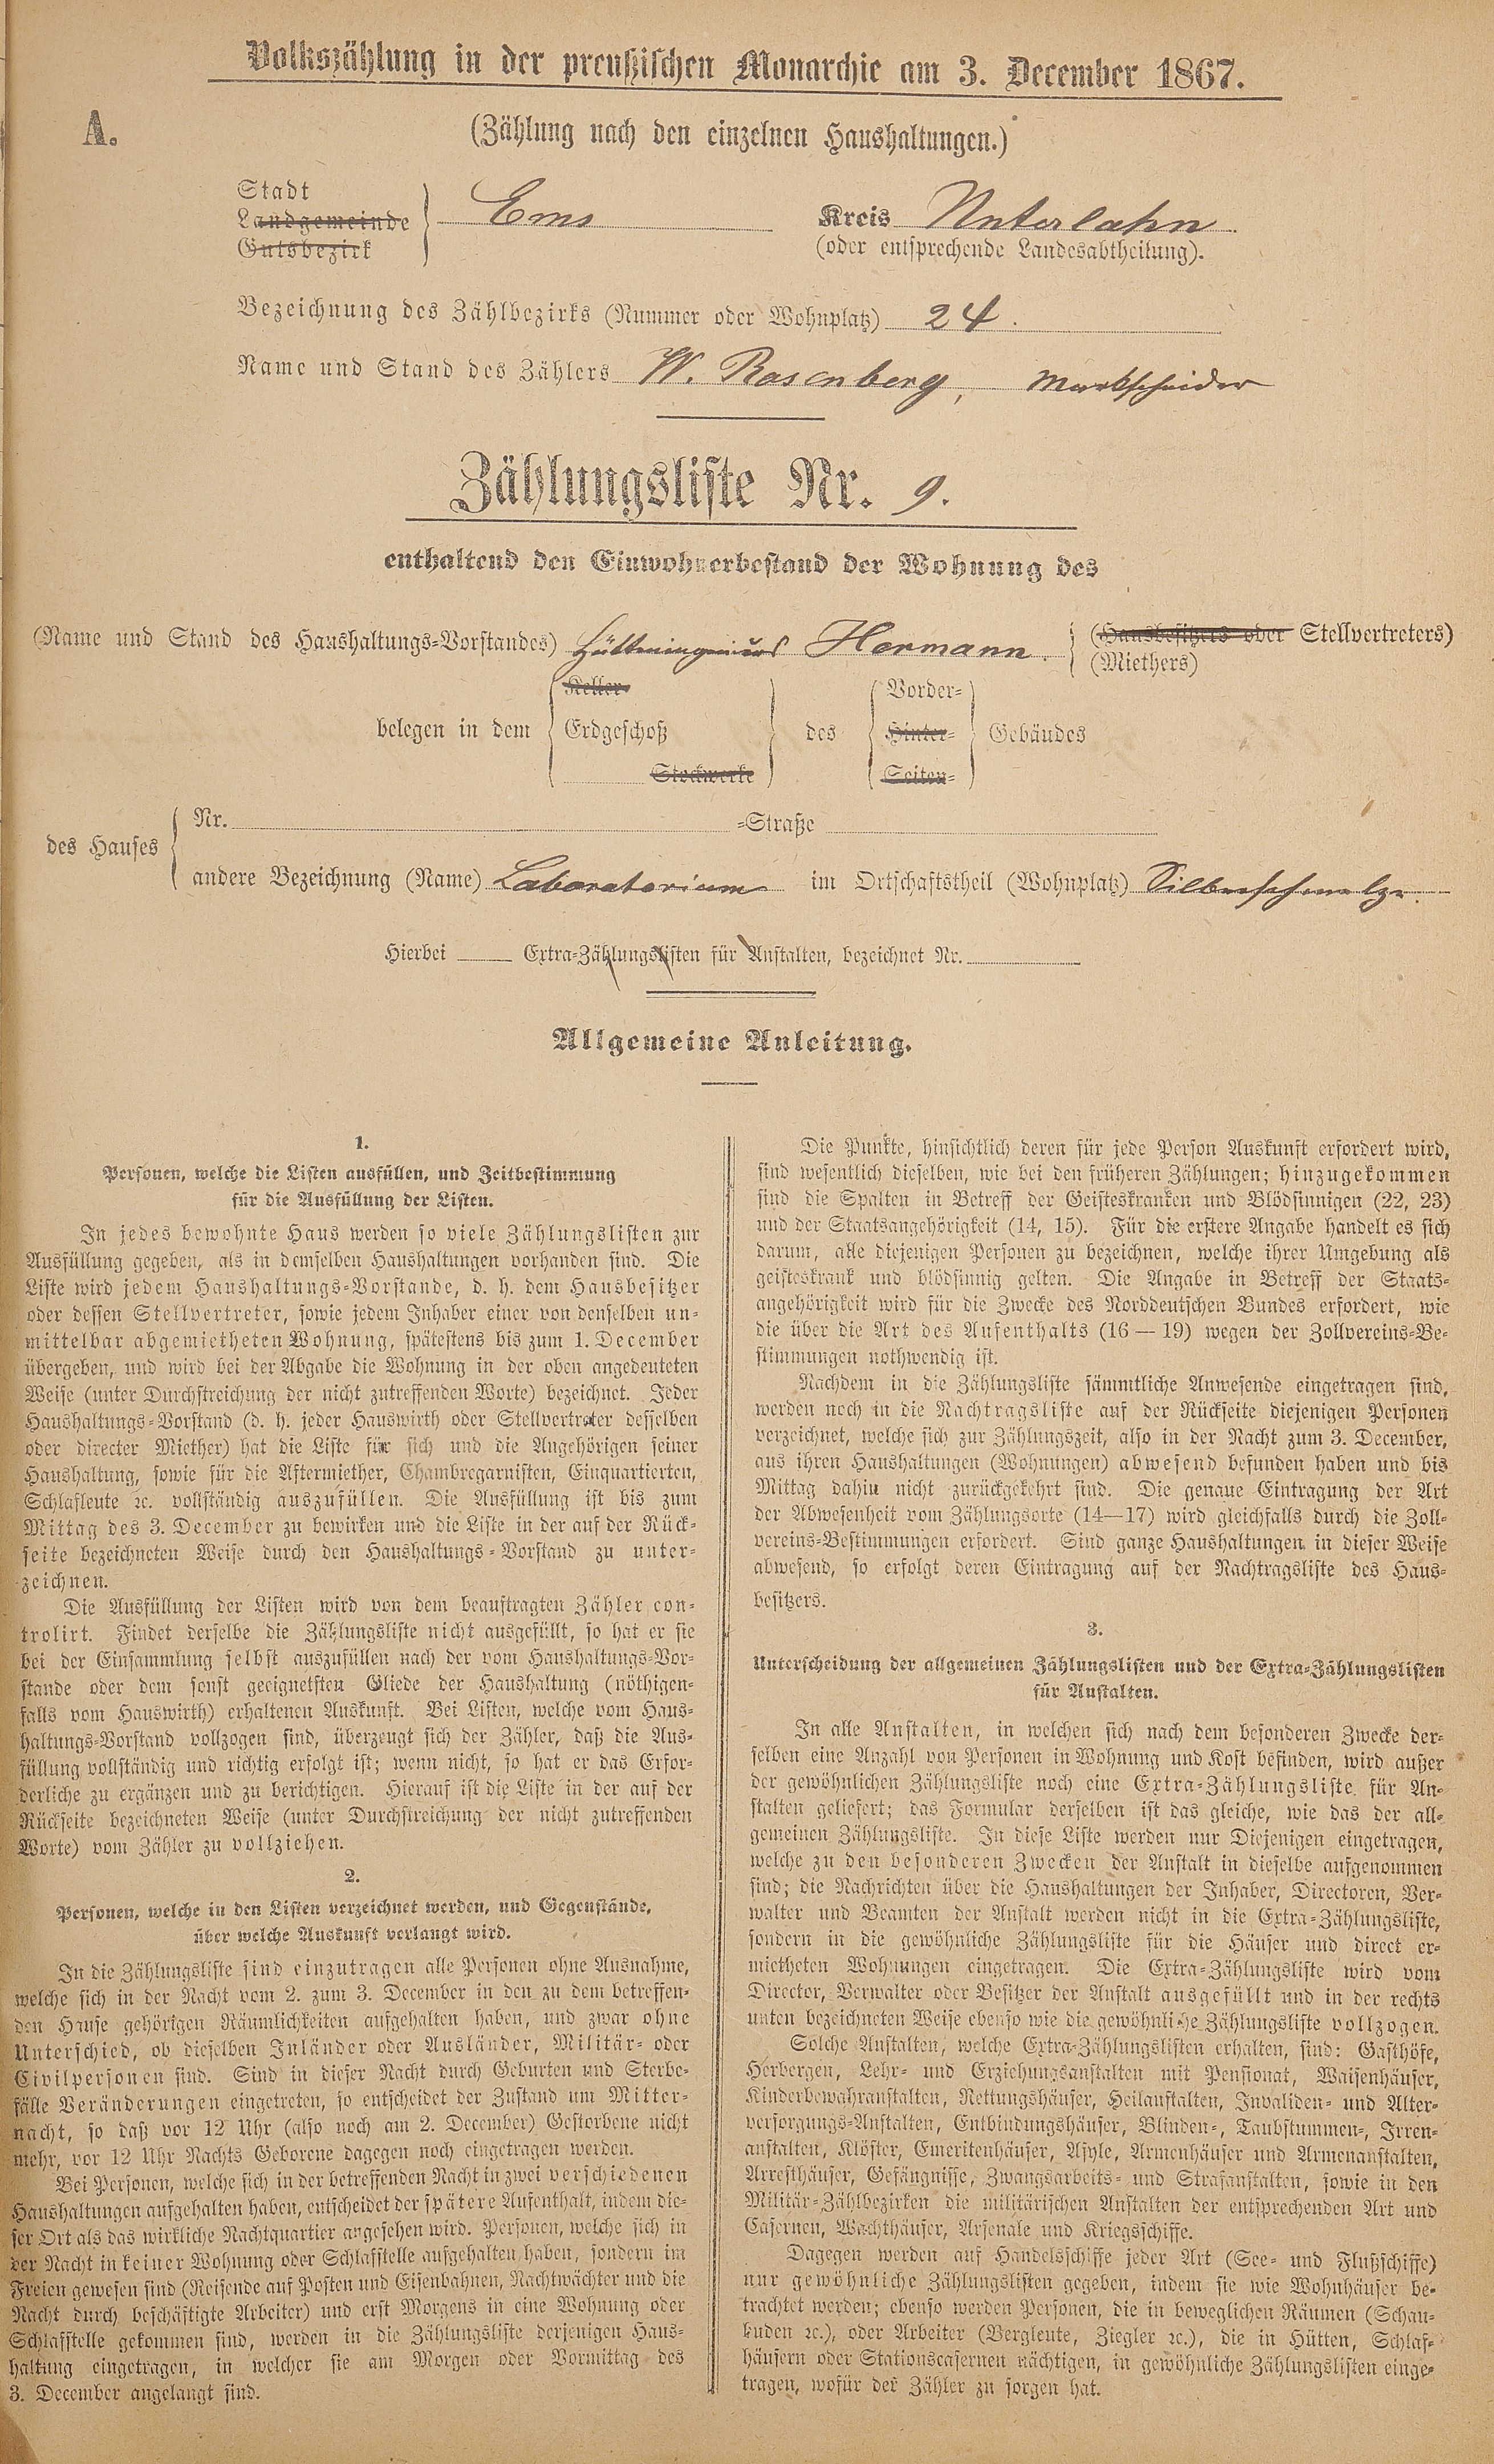 Volkszählung in der preußischen Monarchie am 3. December 1867.
A.
(Zählung nach den einzelnen Haushaltungen.)
Stadt
Landgemeinde
Gutsbezirk
Ems
Kreis Unterlahn
(oder entsprechende Landesabtheilung).
Bezeichnung des Zählbezirks (Nummer oder Wohnplatz) 24.
Name und Stand des Zählers W. Rosenberg, Markscheider
Zählungsliste Nr. 9.
enthaltend den Einwohnerbestand der Wohnung des
(Name und Stand des Haushaltungs-Vorstandes) Hütteningenieurs Hermann. (Hausbesitzers oder Stellvertreters)
(Miethers)
Keller-
Vorder-
belegen in dem Erdgeschoß des Hinter- Gebäudes
Stockwerke
Seiten-
des Hauses
Nr. -Straße
andere Bezeichnung (Name) Laboratorium im Ortschaftstheil (Wohnplatz) Silberschmelze.
Hierbei Extra-Zählungslisten für Anstalten, bezeichnet Nr.
Allgemeine Anleitung.
1.
Personen, welche die Listen ausfüllen, und Zeitbestimmung
für die Ausfüllung der Listen.
In jedes bewohnte Haus werden so viele Zählungslisten zur
Ausfüllung gegeben, als in demselben Haushaltungen vorhanden sind. Die
Liste wird jedem Haushaltungs-Vorstande, d. h. dem Hausbesitzer
oder dessen Stellvertreter, sowie jedem Inhaber einer von denselben un-
mittelbar abgemietheten Wohnung, spätestens bis zum 1. December
übergeben, und wird bei der Abgabe die Wohnung in der oben angedeuteten
Weise (unter Durchstreichung der nicht zutreffenden Worte) bezeichnet. Jeder
Haushaltungs-Vorstand (d. h. jeder Hauswirth oder Stellvertreter desselben
oder directer Miether) hat die Liste für sich und die Angehörigen seiner
Haushaltung, sowie für die Aftermiether, Chambregarnisten, Einquartierten,
Schlafleute ꝛc. vollständig auszufüllen. Die Ausfüllung ist bis zum
Mittag des 3. December zu bewirken und die Liste in der auf der Rück-
seite bezeichneten Weise durch den Haushaltungs-Vorstand zu unter-
zeichnen.
Die Ausfüllung der Listen wird von dem beauftragten Zähler con-
trolirt. Findet derselbe die Zählungsliste nicht ausgefüllt, so hat er sie
bei der Einsammlung selbst auszufüllen nach der vom Haushaltungs-Vor-
stande oder dem sonst geeignetsten Gliede der Haushaltung (nöthigen-
falls vom Hauswirth) erhaltenen Auskunft. Bei Listen, welche vom Haus-
haltungs-Vorstand vollzogen sind, überzeugt sich der Zähler, daß die Aus-
füllung vollständig und richtig erfolgt ist; wenn nicht, so hat er das Erfor-
derliche zu ergänzen und zu berichtigen. Hierauf ist die Liste in der auf der
Rückseite bezeichneten Weise (unter Durchstreichung der nicht zutreffenden
Worte) vom Zähler zu vollziehen.
2.
Personen, welche in den Listen verzeichnet werden, und Gegenstände,
über welche Auskunft verlangt wird.
In die Zählungsliste sind einzutragen alle Personen ohne Ausnahme,
welche sich in der Nacht vom 2. zum 3. December in den zu dem betreffen-
den Hause gehörigen Räumlichkeiten aufgehalten haben, und zwar ohne
Unterschied, ob dieselben Inländer oder Ausländer, Militär- oder
Civilpersonen sind. Sind in dieser Nacht durch Geburten und Sterbe-
fälle Veränderungen eingetreten, so entscheidet der Zustand um Mitter-
nacht, so daß vor 12 Uhr (also noch am 2. December) Gestorbene nicht
mehr, vor 12 Uhr Nachts Geborene dagegen noch eingetragen werden.
Bei Personen, welche sich in der betreffenden Nacht in zwei verschiedenen
Haushaltungen aufgehalten haben, entscheidet der spätere Aufenthalt, indem die-
ser Ort als das wirkliche Nachtquartier angesehen wird. Personen, welche sich in
der Nacht in keiner Wohnung oder Schlafstelle aufgehalten haben, sondern im
Freien gewesen sind (Reisende auf Posten und Eisenbahnen, Nachtwächter und die
Nacht durch beschäftigte Arbeiter) und erst Morgens in eine Wohnung oder
Schlafstelle gekommen sind, werden in die Zählungsliste derjenigen Haus-
haltung eingetragen, in welcher sie am Morgen oder Vormittag des
3. December angelangt sind.
Die Punkte, hinsichtlich deren für jede Person Auskunft erfordert wird,
sind wesentlich dieselben, wie bei den früheren Zählungen; hinzugekommen
sind die Spalten in Betreff der Geisteskranken und Blödsinnigen (22, 23)
und der Staatsangehörigkeit (14, 15). Für die erstere Angabe handelt es sich
darum, alle diejenigen Personen zu bezeichnen, welche ihrer Umgebung als
geisteskrank und blödsinnig gelten. Die Angabe in Betreff der Staats-
angehörigkeit wird für die Zwecke des Norddeutschen Bundes erfordert, wie
die über die Art des Aufenthalts (16 — 19) wegen der Zollvereins-Be-
stimmungen nothwendig ist.
Nachdem in die Zählungsliste sämmtliche Anwesende eingetragen sind,
werden noch in die Nachtragsliste auf der Rückseite diejenigen Personen
verzeichnet, welche sich zur Zählungszeit, also in der Nacht zum 3. December,
aus ihren Haushaltungen (Wohnungen) abwesend befunden haben und bis
Mittag dahin nicht zurückgekehrt sind. Die genaue Eintragung der Art
der Abwesenheit vom Zählungsorte (14—17) wird gleichfalls durch die Zoll-
vereins-Bestimmungen erfordert. Sind ganze Haushaltungen in dieser Weise
abwesend, so erfolgt deren Eintragung auf der Nachtragsliste des Haus-
besitzers.
3.
Unterscheidung der allgemeinen Zählungslisten und der Extra-Zählungslisten
für Anstalten.
In alle Anstalten, in welchen sich nach dem besonderen Zwecke der-
selben eine Anzahl von Personen in Wohnung und Kost befinden, wird außer
der gewöhnlichen Zählungsliste noch eine Extra-Zählungsliste für An-
stalten geliefert; das Formular derselben ist das gleiche, wie das der all-
gemeinen Zählungsliste. In diese Liste werden nur Diejenigen eingetragen,
welche zu den besonderen Zwecken der Anstalt in dieselbe aufgenommen
sind; die Nachrichten über die Haushaltungen der Inhaber, Directoren, Ver-
walter und Beamten der Anstalt werden nicht in die Extra-Zählungsliste,
sondern in die gewöhnliche Zählungsliste für die Häuser und direct er-
mietheten Wohnungen eingetragen. Die Extra-Zählungsliste wird vom
Director, Verwalter oder Besitzer der Anstalt ausgefüllt und in der rechts
unten bezeichneten Weise ebenso wie die gewöhnliche Zählungsliste vollzogen.
Solche Anstalten, welche Extra-Zählungslisten erhalten, sind: Gasthöfe,
Herbergen, Lehr- und Erziehungsanstalten mit Pensionat, Waisenhäuser,
Kinderbewahranstalten, Rettungshäuser, Heilanstalten, Invaliden- und Alter-
versorgungs-Anstalten, Entbindungshäuser, Blinden-, Taubstummen-, Irren-
anstalten, Klöster, Emeritenhäuser, Asyle, Armenhäuser und Armenanstalten,
Arresthäuser, Gefängnisse, Zwangsarbeits- und Strafanstalten, sowie in den
Militär-Zählbezirken die militärischen Anstalten der entsprechenden Art und
Casernen, Wachthäuser, Arsenale und Kriegsschiffe.
Dagegen werden auf Handelsschiffe jeder Art (See- und Flußschiffe)
nur gewöhnliche Zählungslisten gegeben, indem sie wie Wohnhäuser be-
trachtet werden; ebenso werden Personen, die in beweglichen Räumen (Schau-
buden ꝛc.), oder Arbeiter (Bergleute, Ziegler ꝛc.), die in Hütten, Schlaf-
häusern oder Stationscasernen nächtigen, in gewöhnliche Zählungslisten einge-
tragen, wofür der Zähler zu sorgen hat.